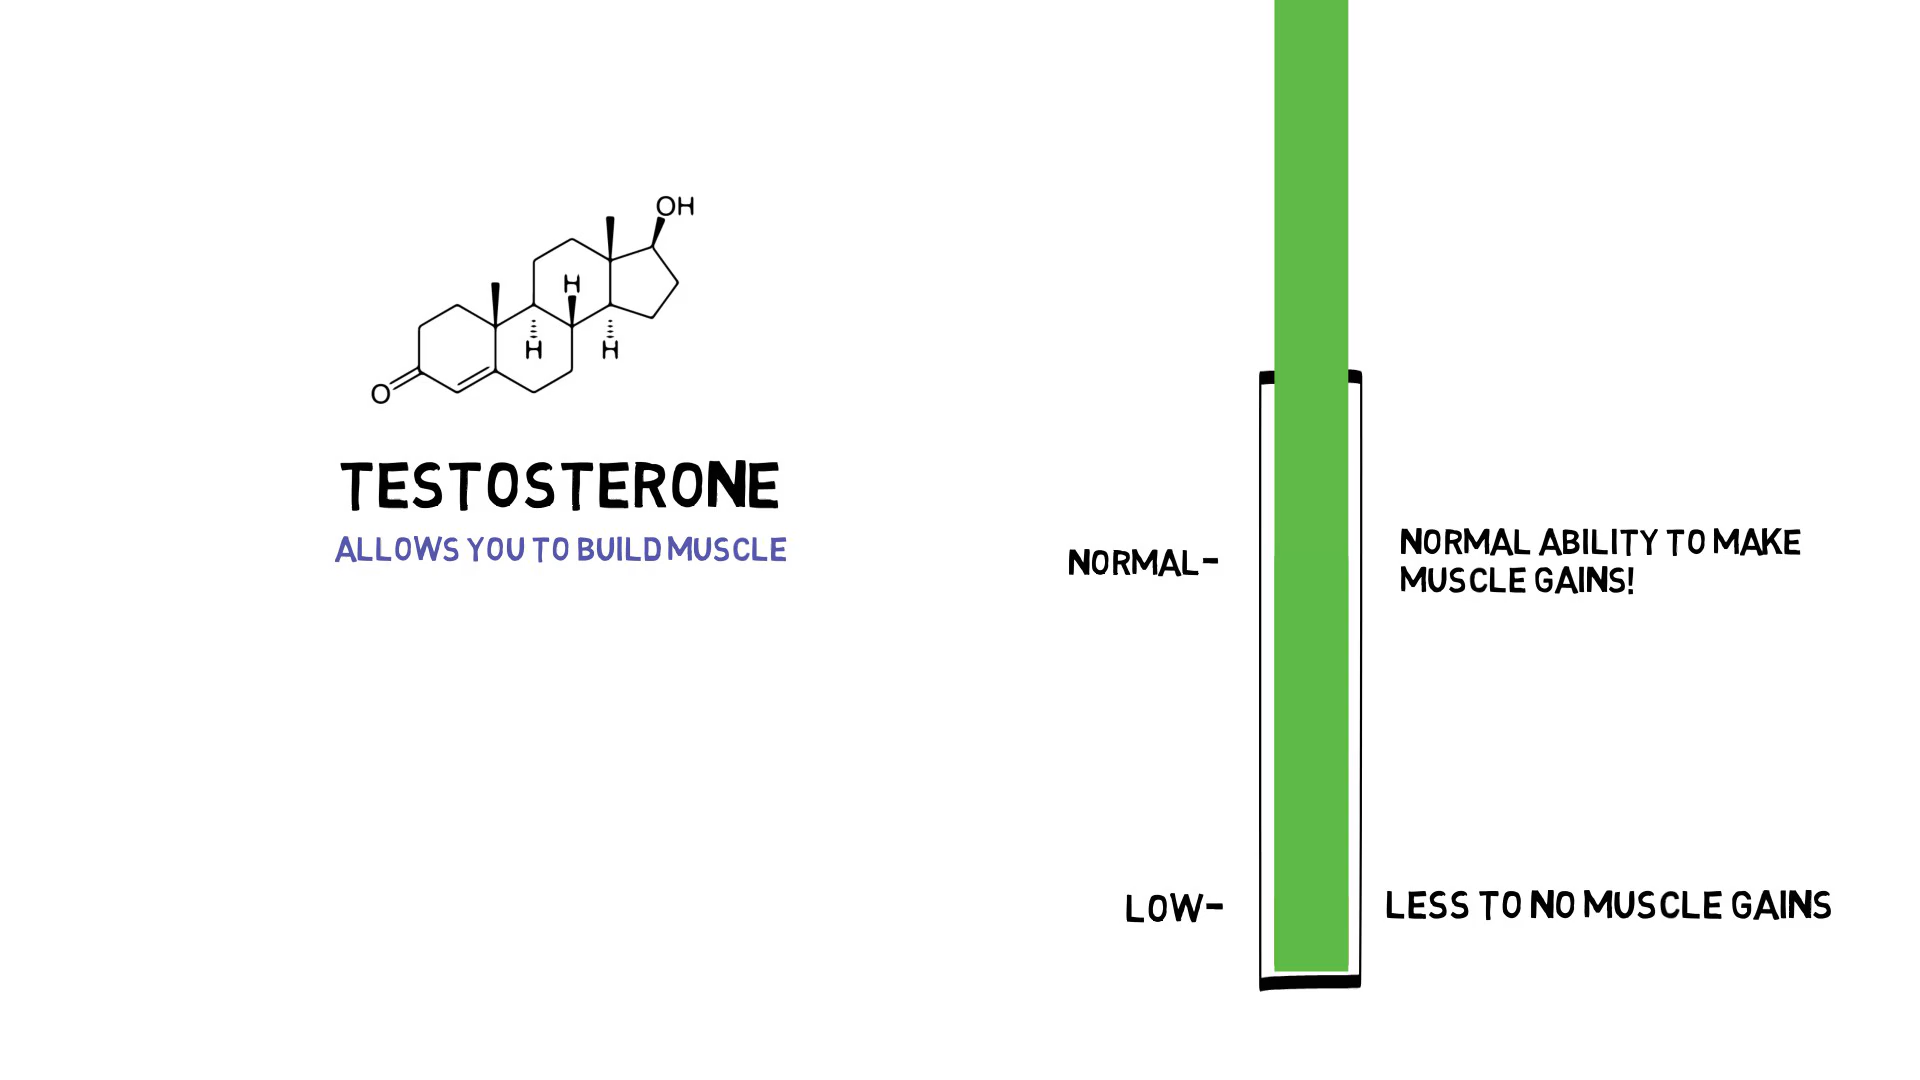 OH
H
H
H
O
TESTOSTERONE
ALLOWS YOU TO BUILD MUSCLE
NORMAL-
NORMAL ABILITY TO MAKE
MUSCLE GAINS!
LOW-
LESS TO NO MUSCLE GAINS